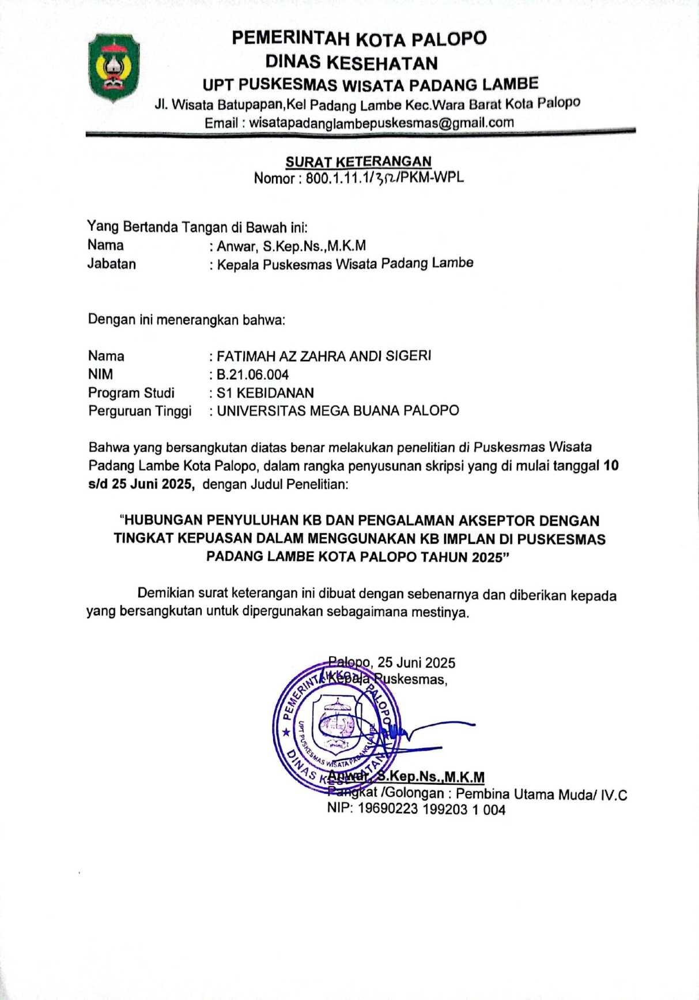 PEMERINTAH KOTA PALOPO
DINAS KESEHATAN
UPT PUSKESMAS WISATA PADANG LAMBE
Jl. Wisata Batupapan,Kel Padang Lambe Kec.Wara Barat Kota Palopo
Email : wisatapadanglambepuskesmas@gmail.com
SURAT KETERANGAN
Nomor : 800.1.11.1/ /PKM-WPL
Yang Bertanda Tangan di Bawah ini:
Nama : Anwar, S.Kep.Ns.,M.K.M
Jabatan : Kepala Puskesmas Wisata Padang Lambe
Dengan ini menerangkan bahwa:
Nama : FATIMAH AZ ZAHRA ANDI SIGERI
NIM : B.21.06.004
Program Studi : S1 KEBIDANAN
Perguruan Tinggi : UNIVERSITAS MEGA BUANA PALOPO
Bahwa yang bersangkutan diatas benar melakukan penelitian di Puskesmas Wisata
Padang Lambe Kota Palopo, dalam rangka penyusunan skripsi yang di mulai tanggal 10
s/d 25 Juni 2025, dengan Judul Penelitian:
“HUBUNGAN PENYULUHAN KB DAN PENGALAMAN AKSEPTOR DENGAN
TINGKAT KEPUASAN DALAM MENGGUNAKAN KB IMPLAN DI PUSKESMAS
PADANG LAMBE KOTA PALOPO TAHUN 2025”
Demikian surat keterangan ini dibuat dengan sebenarnya dan diberikan kepada
yang bersangkutan untuk dipergunakan sebagaimana mestinya.
Palopo, 25 Juni 2025
Kepala Puskesmas,
PEMERINTAH KOTA PALOPO
UPT PUSKESMAS WISATA PADANG LAMBE
DINAS KESEHATAN
Anwar, S.Kep.Ns.,M.K.M
Pangkat /Golongan : Pembina Utama Muda/ IV.C
NIP: 19690223 199203 1 004